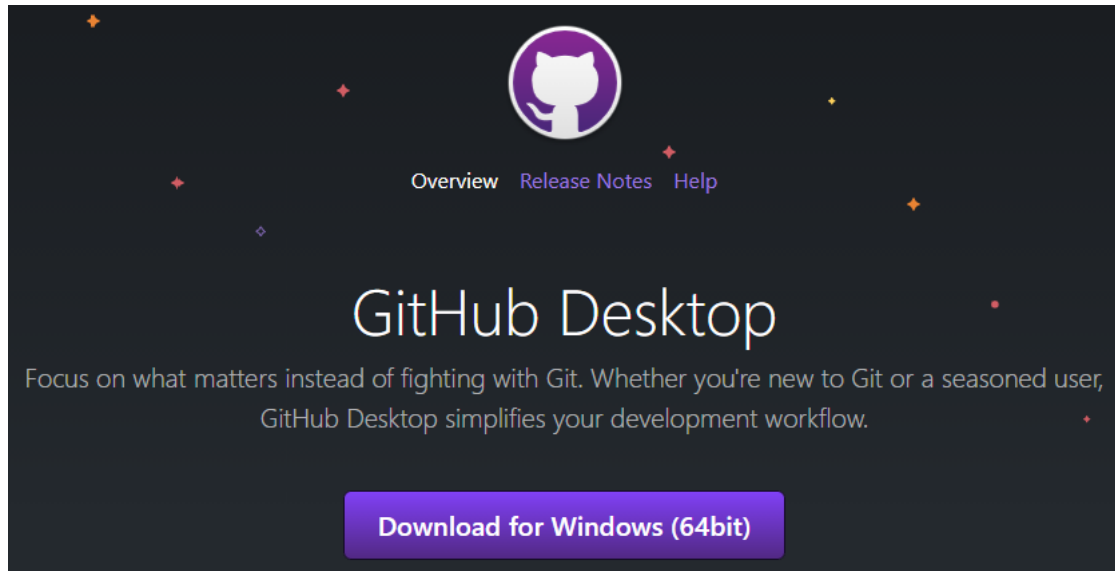 Overview Release Notes Help
GitHub Desktop
Focus on what matters instead of fighting with Git. Whether you're new to Git or a seasoned user,
GitHub Desktop simplifies your development workflow.
Download for Windows (64bit)